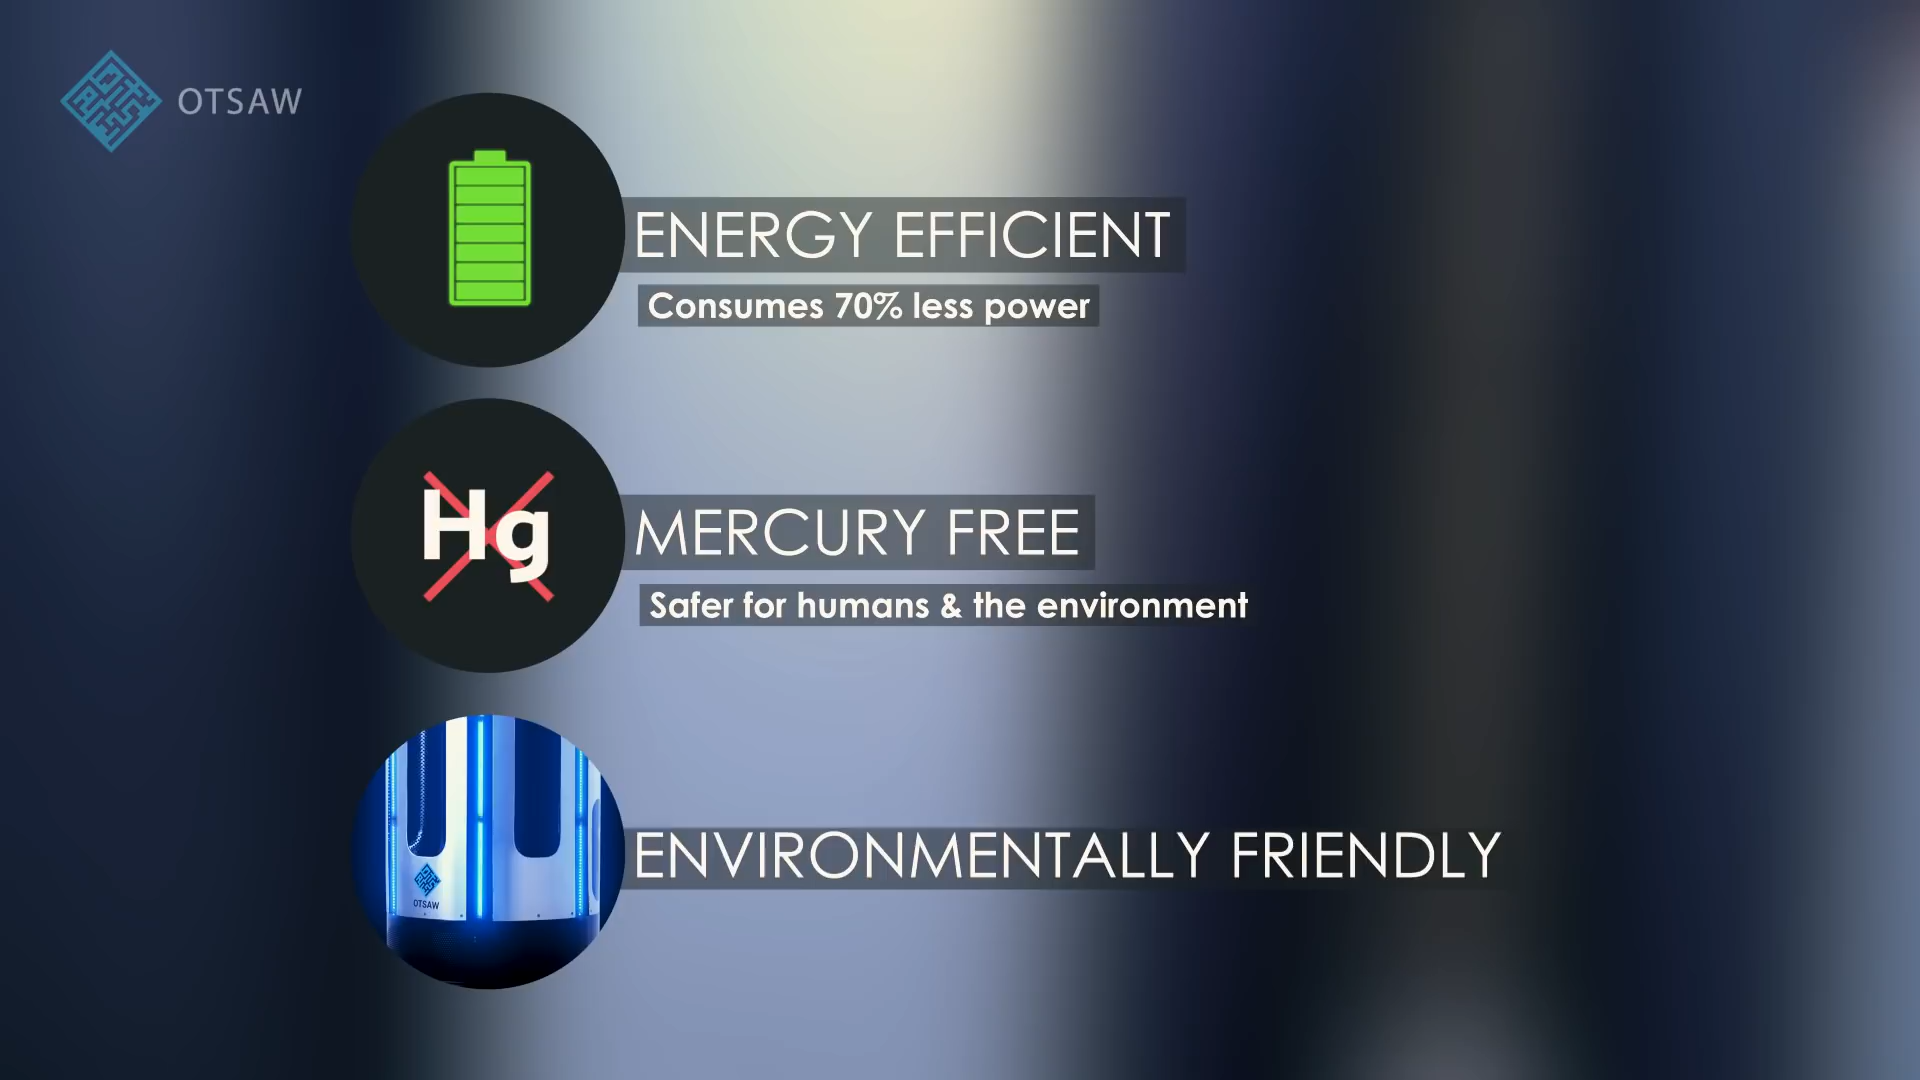 OTSAW
ENERGY EFFICIENT
Consumes 70% less power
Hg
MERCURY FREE
Safer for humans & the environment
OTSAW
ENVIRONMENTALLY FRIENDLY